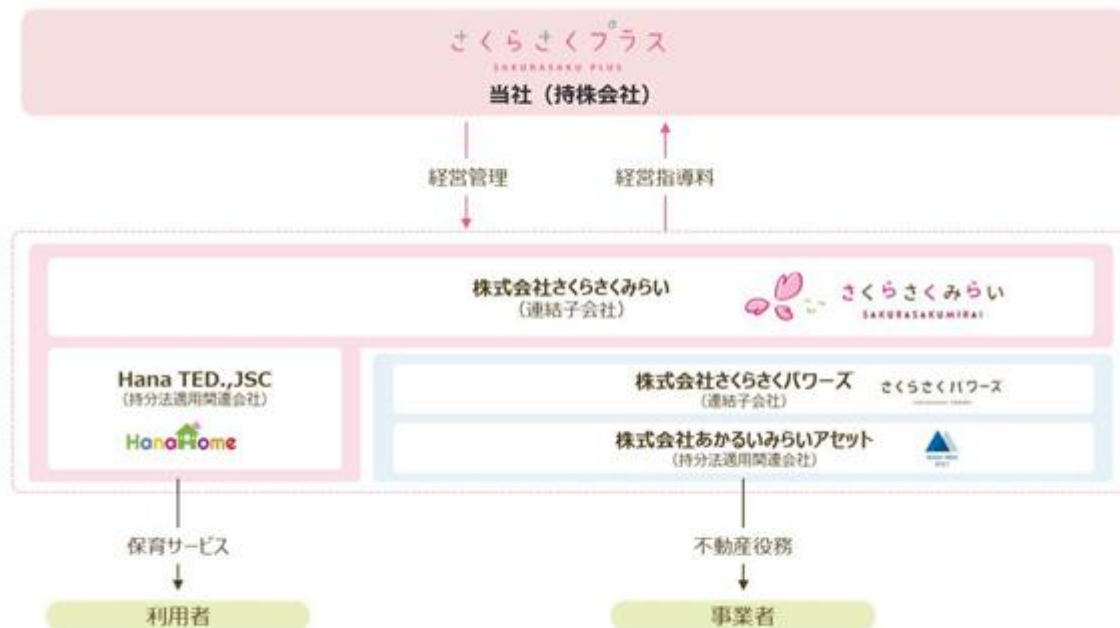 さくらさくプラス
SAKURASAKU PLUS
当社（持株会社）
経営管理
経営指導料
株式会社さくらさくみらい
（連結子会社）
さくらさくみらい
SAKURASAKUMIRAI
Hana TED.,JSC
（持分法適用関連会社）
HanaHome
株式会社さくらさくパワーズ
（連結子会社）
さくらさくパワーズ
株式会社あかるいみらいアセット
（持分法適用関連会社）
保育サービス
不動産役務
利用者
事業者